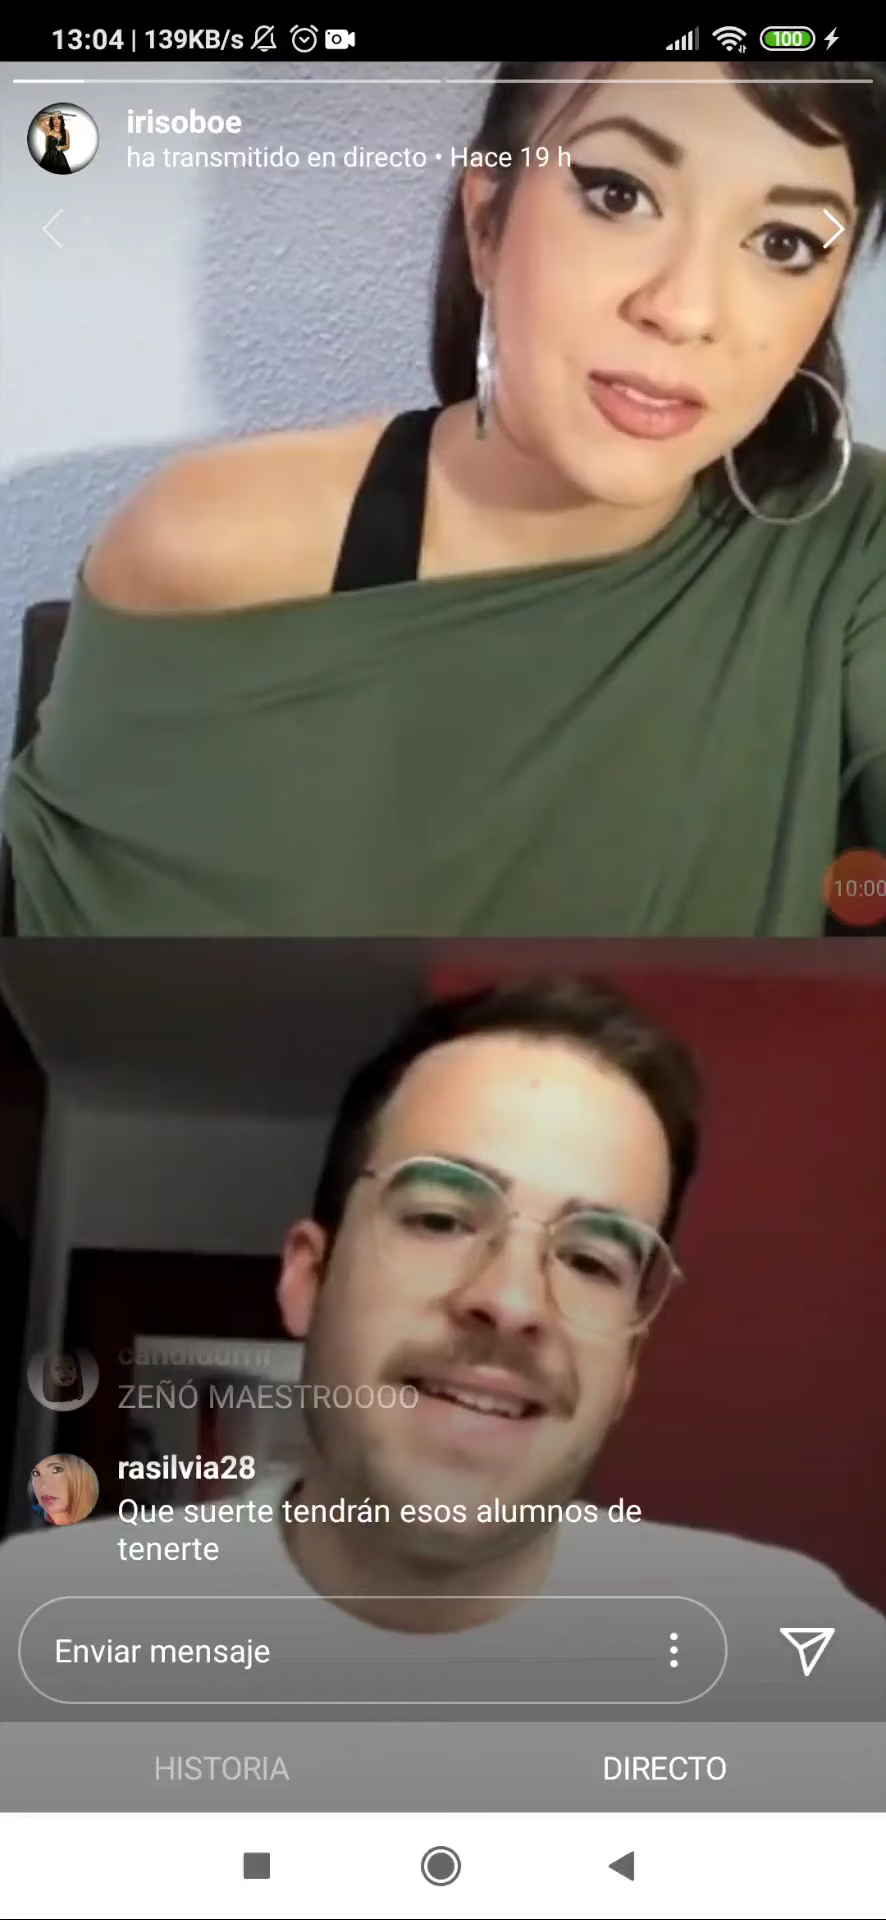 13:04 | 139KB/s
100
irisoboe
ha transmitido en directo • Hace 19 h
10:00
ZEÑÓ MAESTROOOO
rasilvia28
Que suerte tendrán esos alumnos de
tenerte
Enviar mensaje
HISTORIA
DIRECTO